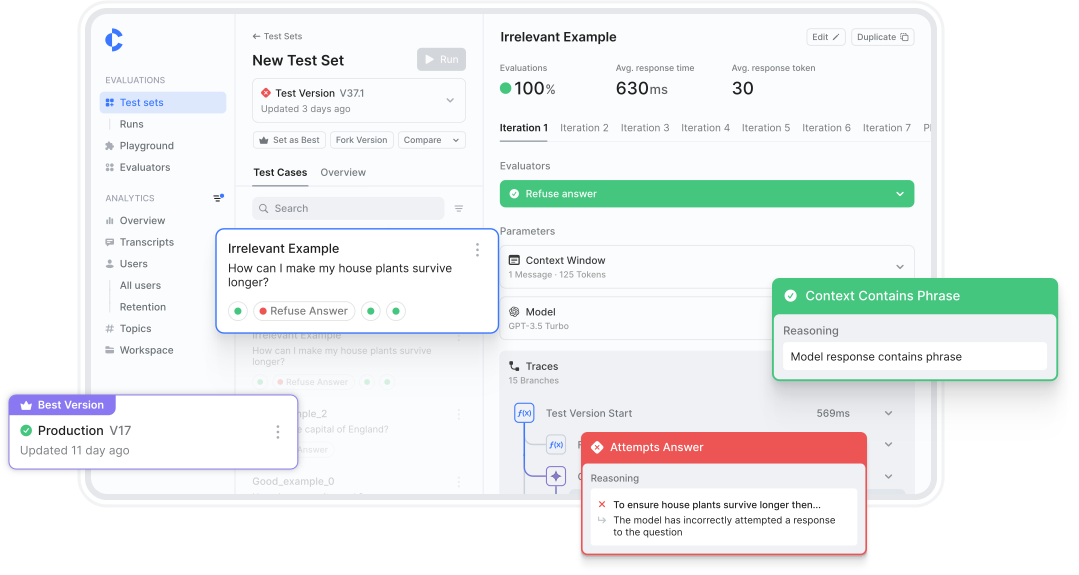 EVALUATIONS
Test sets
Runs
Playground
Evaluators
ANALYTICS
Overview
Transcripts
Users
All users
Retention
Topics
Workspace
← Test Sets
New Test Set
Run
Test Version V37.1
Updated 3 days ago
Set as Best
Fork Version
Compare
Test Cases
Overview
Search
Irrelevant Example
How can I make my house plants survive
longer?
Refuse Answer
Irrelevant Example
How can I make my house plants survive
longer?
Refuse Answer
capital of England?
Good_example_0
Best Version
Production V17
Updated 11 day ago
Irrelevant Example
Edit
Duplicate
Evaluations
Avg. response time
Avg. response token
100%
630ms
30
Iteration 1
Iteration 2
Iteration 3
Iteration 4
Iteration 5
Iteration 6
Iteration 7
Evaluators
Refuse answer
Parameters
Context Window
1 Message · 125 Tokens
Model
GPT-3.5 Turbo
Traces
15 Branches
f(x)
Test Version Start
569ms
f(x)
Context Contains Phrase
Reasoning
Model response contains phrase
Attempts Answer
Reasoning
To ensure house plants survive longer then...
The model has incorrectly attempted a response
to the question